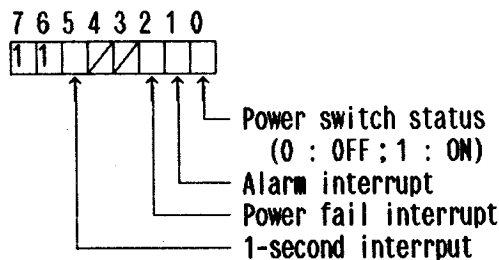 7 6 5 4 3 2 1 0
1 1
Power switch status
(0 : OFF ; 1 : ON)
Alarm interrupt
Power fail interrupt
1-second interrput